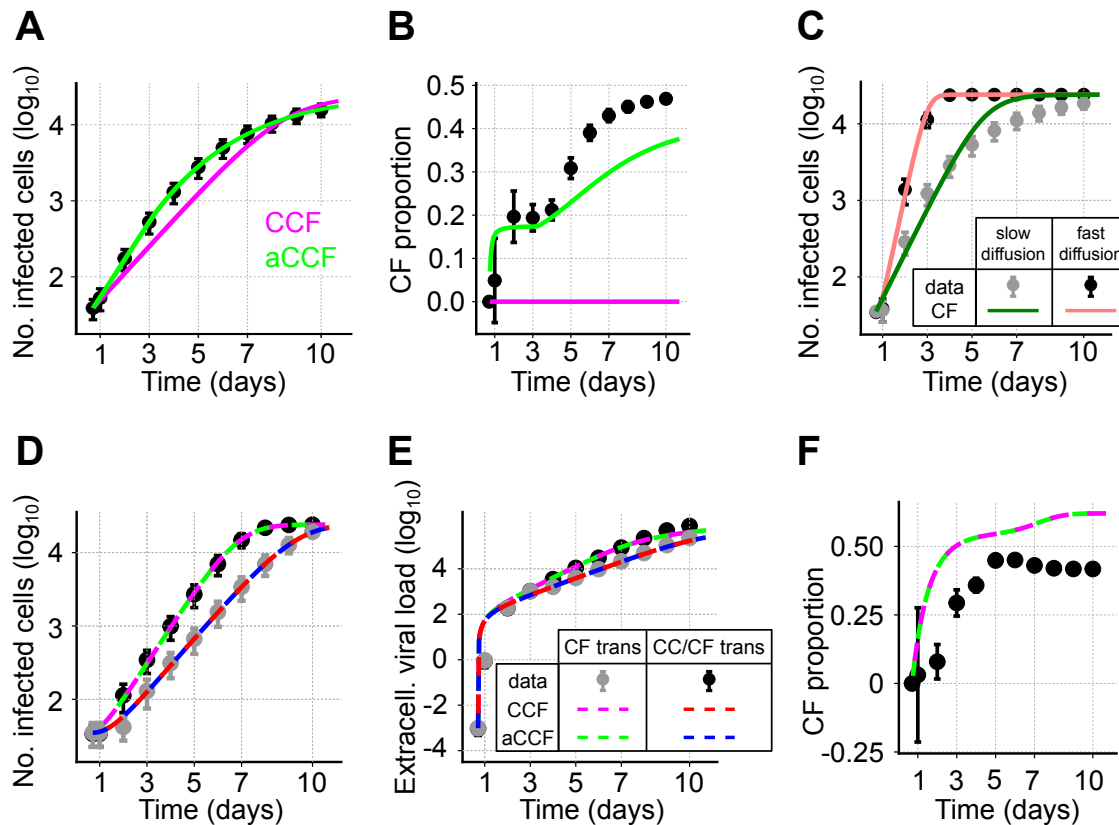 A
No. infected cells (log10)
4
3
2
1
3
5
7
10
Time (days)
CCF
aCCF
B
CF proportion
0.5
0.4
0.3
0.2
0.1
0.0
1
3
5
7
10
Time (days)
C
No. infected cells (log10)
4
3
2
1
3
5
7
10
Time (days)
slow diffusion
fast diffusion
data
CF
D
No. infected cells (log10)
4
3
2
1
3
5
7
10
Time (days)
E
Extracell. viral load (log10)
4
2
0
−2
−4
1
3
5
7
10
Time (days)
CF trans
CC/CF trans
data
CCF
aCCF
F
CF proportion
0.50
0.25
0
−0.25
1
3
5
7
10
Time (days)